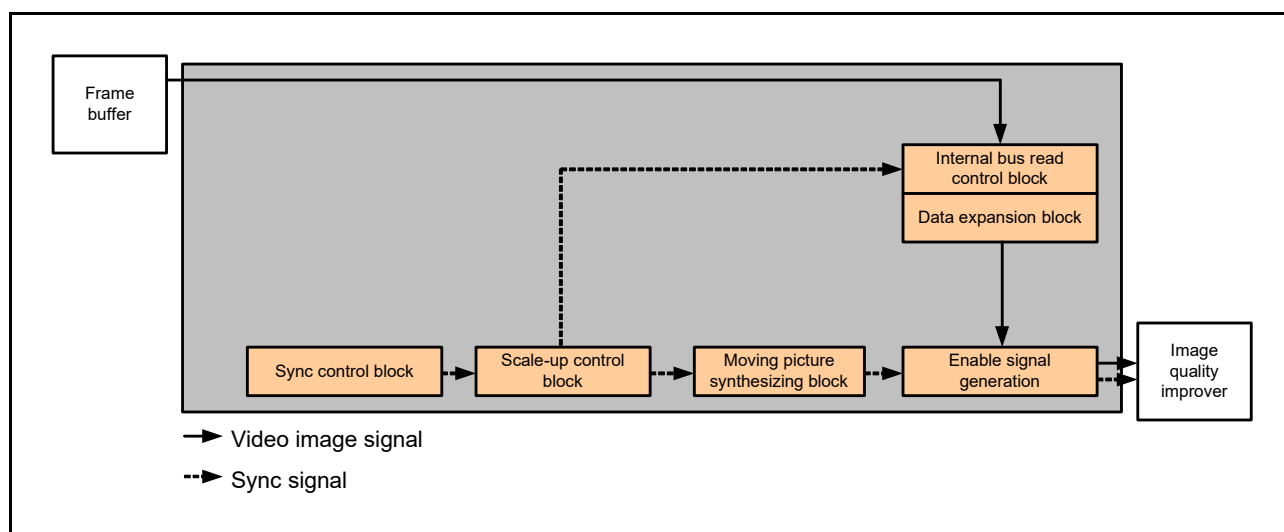 Frame
buffer
Internal bus read
control block
Data expansion block
Sync control block
Scale-up control
block
Moving picture
synthesizing block
Enable signal
generation
Image
quality
improver
Video image signal
Sync signal